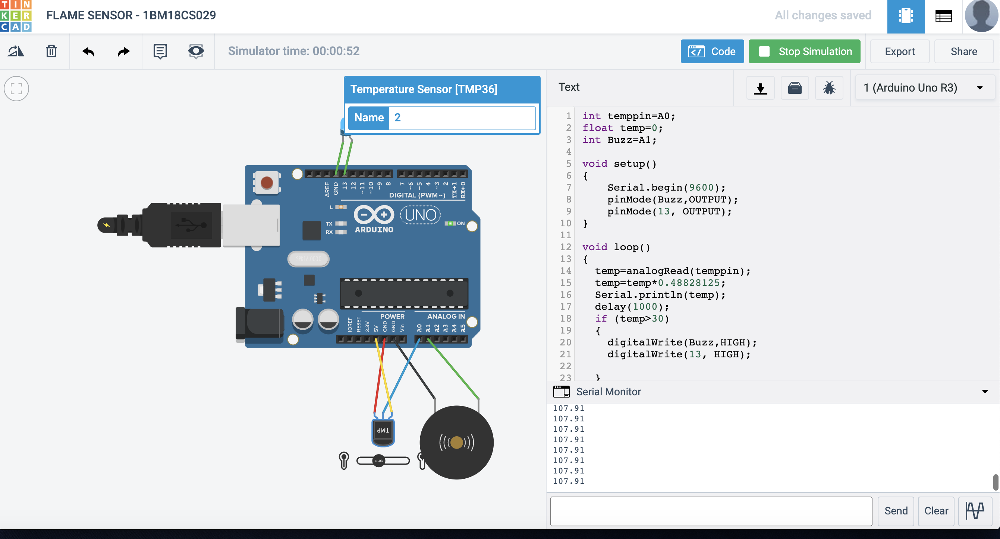 TIN
KER
CAD
FLAME SENSOR - 1BM18CS029
All changes saved
Simulator time: 00:00:52
Code
Stop Simulation
Export
Share
Temperature Sensor [TMP36]
Name 2
AREF
GND
13
12
~11
~10
~9
8
7
~6
~5
4
~3
2
TX→1
RX←0
DIGITAL (PWM~)
L
TX
RX
UNO
ARDUINO
ON
SPK16.000G
POWER
ANALOG IN
IOREF
RESET
3.3V
5V
GND
GND
Vin
A0
A1
A2
A3
A4
A5
TMP
58°C
Text
1 (Arduino Uno R3)
1 int temppin=A0;
2 float temp=0;
3 int Buzz=A1;
4
5 void setup()
6 {
7 Serial.begin(9600);
8 pinMode(Buzz,OUTPUT);
9 pinMode(13, OUTPUT);
10 }
11
12 void loop()
13 {
14 temp=analogRead(temppin);
15 temp=temp*0.48828125;
16 Serial.println(temp);
17 delay(1000);
18 if (temp>30)
19 {
20 digitalWrite(Buzz,HIGH);
21 digitalWrite(13, HIGH);
22
23 }
Serial Monitor
107.91
107.91
107.91
107.91
107.91
107.91
107.91
107.91
Send
Clear